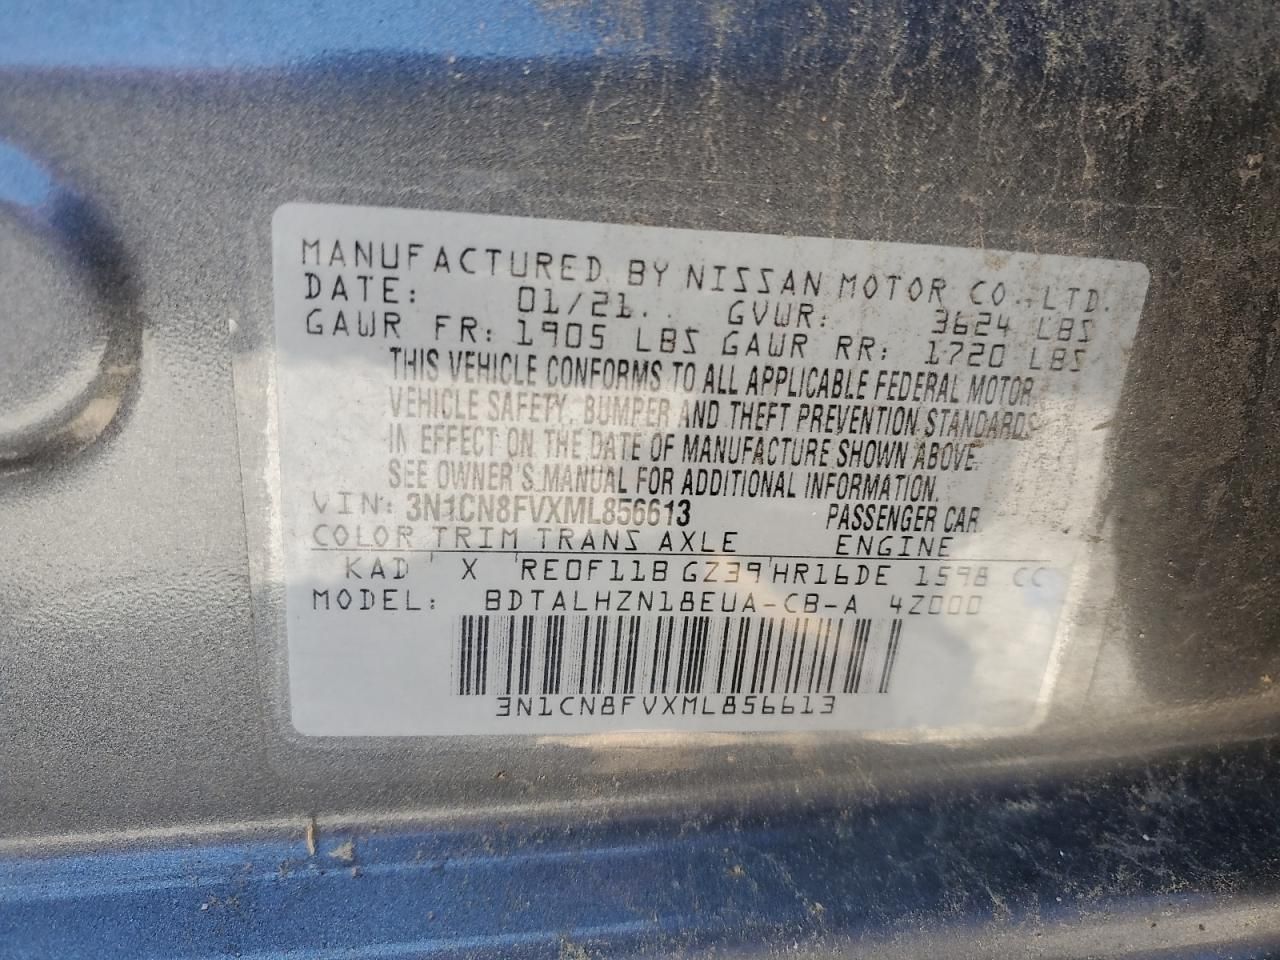 MANUFACTURED BY NISSAN MOTOR CO., LTD.
DATE: 01/21 GVWR: 3624 LBS
GAWR FR: 1905 LBS GAWR RR: 1720 LBS
THIS VEHICLE CONFORMS TO ALL APPLICABLE FEDERAL MOTOR
VEHICLE SAFETY, BUMPER AND THEFT PREVENTION STANDARDS
IN EFFECT ON THE DATE OF MANUFACTURE SHOWN ABOVE.
SEE OWNER'S MANUAL FOR ADDITIONAL INFORMATION.
VIN: 3N1CN8FVXML856613 PASSENGER CAR
COLOR TRIM TRANS AXLE ENGINE
KAD X RE0F11B GZ39 HR16DE 1598 CC
MODEL: BDTALHZN18EUA-CB-A 4Z000
3N1CN8FVXML856613